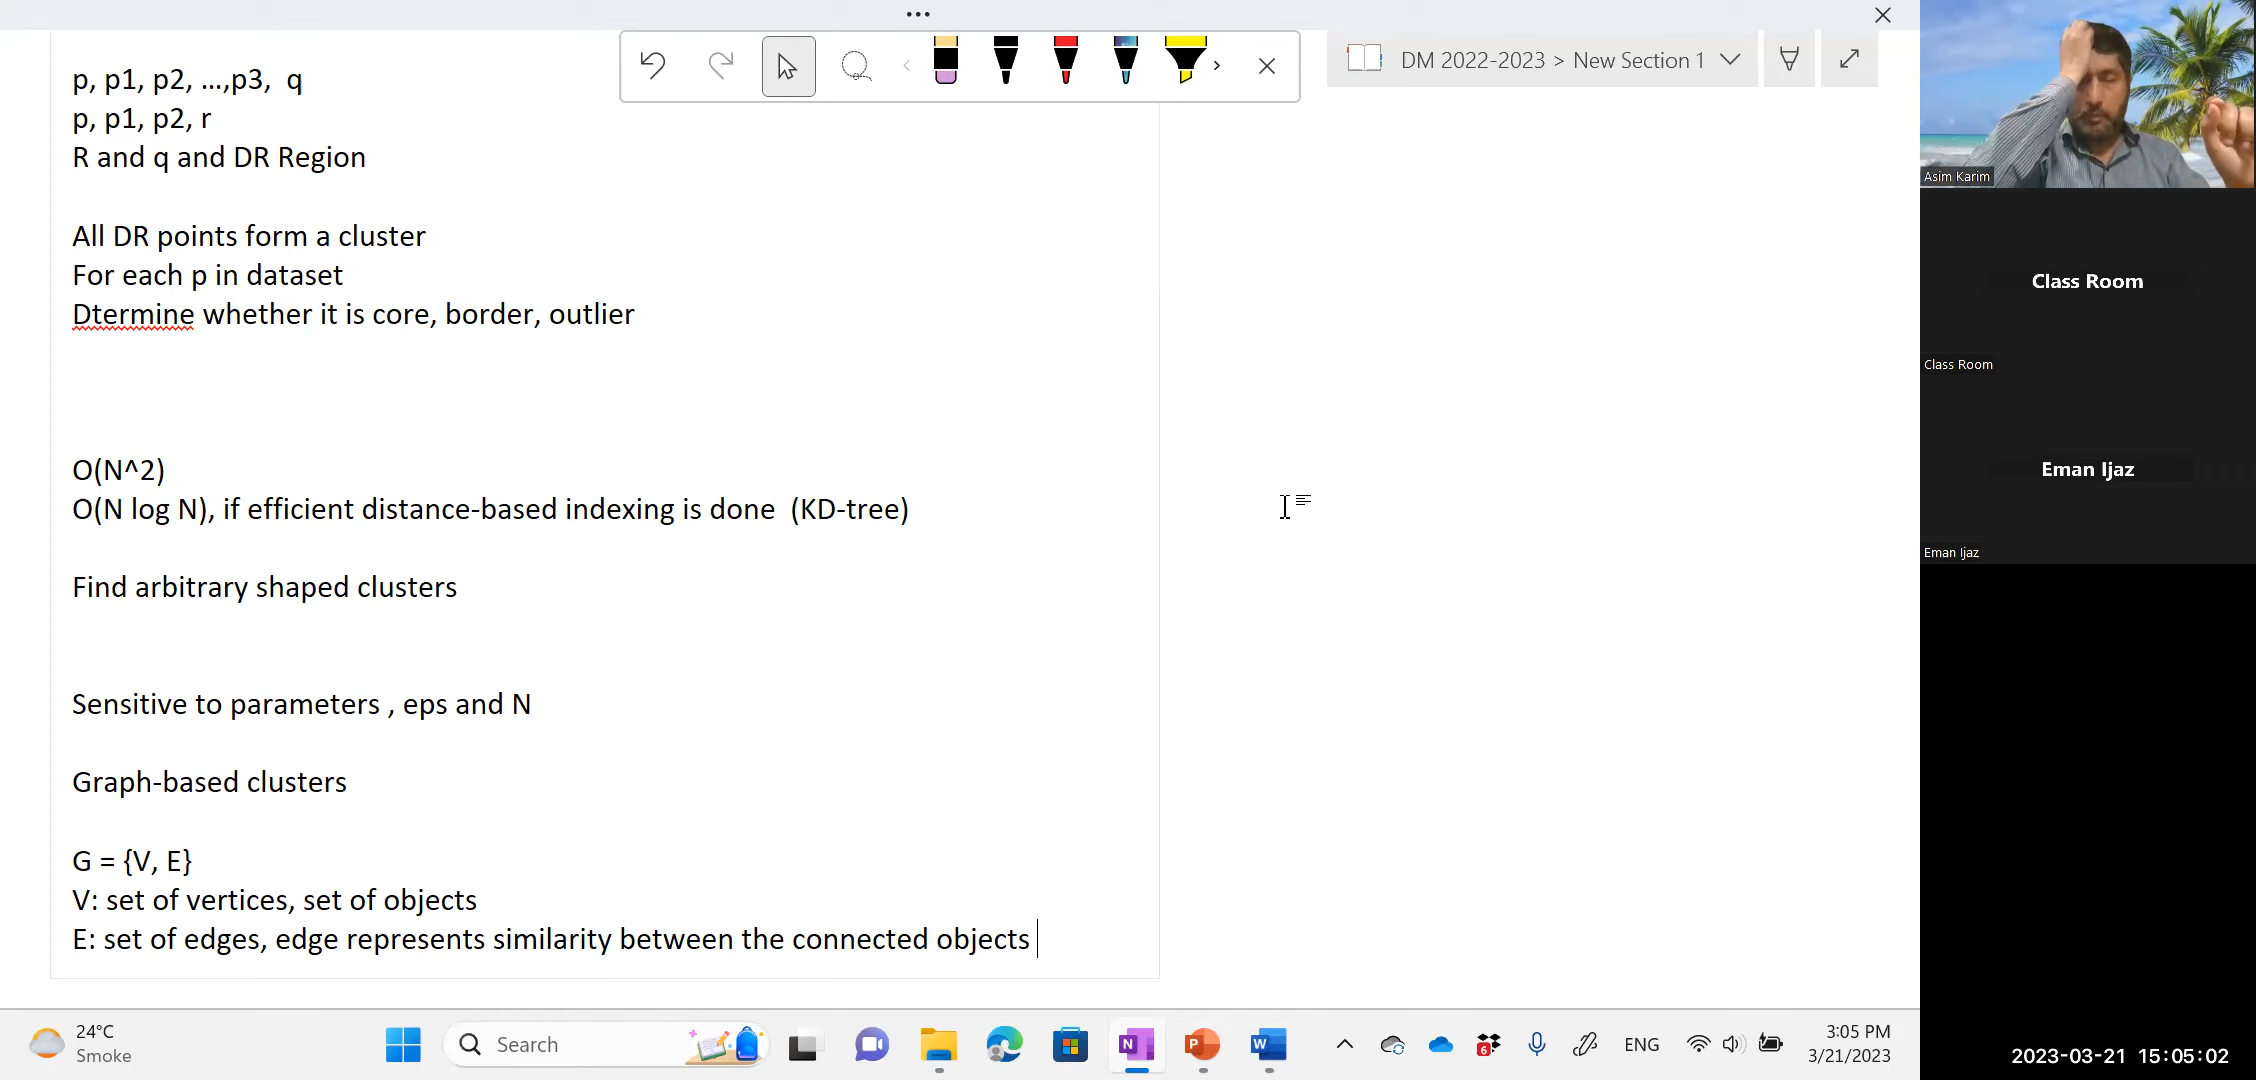 DM 2022-2023 > New Section 1
p, p1, p2, ...,p3,  q
p, p1, p2, r
R and q and DR Region
All DR points form a cluster
For each p in dataset
Dtermine whether it is core, border, outlier
O(N^2)
O(N log N), if efficient distance-based indexing is done  (KD-tree)
Find arbitrary shaped clusters
Sensitive to parameters , eps and N
Graph-based clusters
G = {V, E}
V: set of vertices, set of objects
E: set of edges, edge represents similarity between the connected objects
Asim Karim
Class Room
Class Room
Eman Ijaz
Eman Ijaz
24°C
Smoke
Search
N
P
W
6
ENG
3:05 PM
3/21/2023
2023-03-21 15:05:02